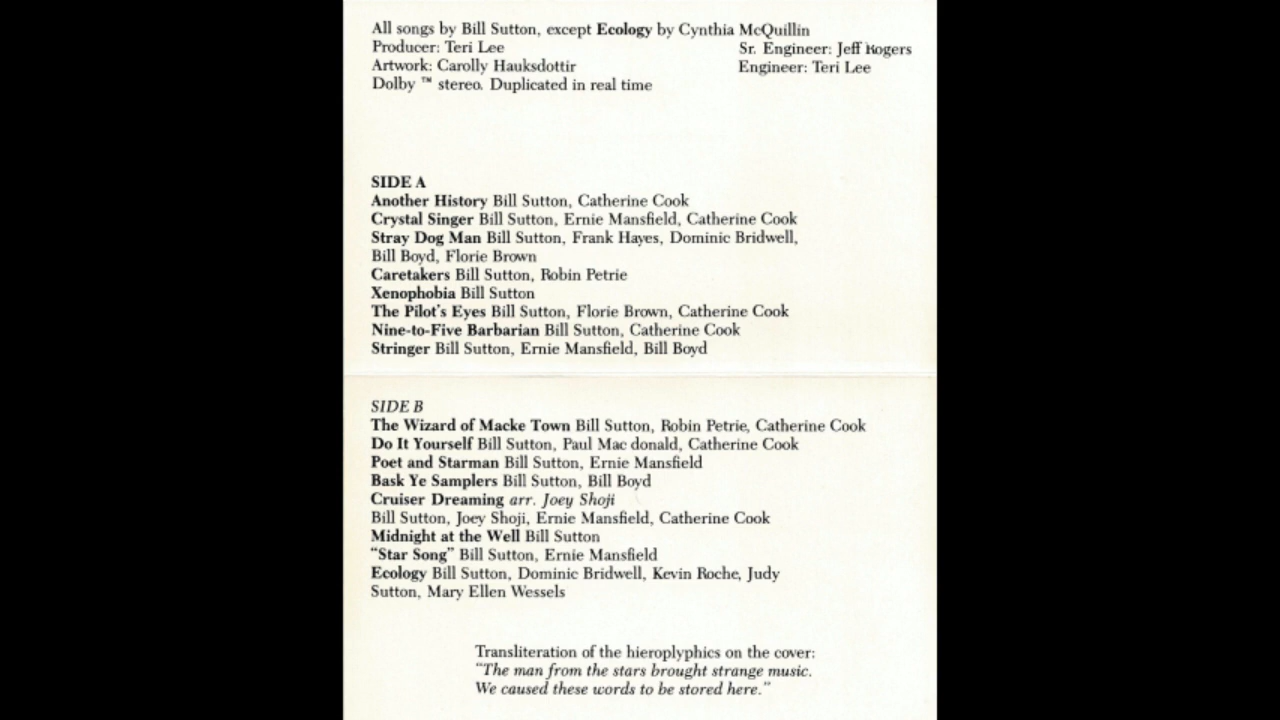 All songs by Bill Sutton, except Ecology by Cynthia McQuillin
Producer: Teri Lee Sr. Engineer: Jeff Rogers
Artwork: Carolly Hauksdottir Engineer: Teri Lee
Dolby ™ stereo. Duplicated in real time
SIDE A
Another History Bill Sutton, Catherine Cook
Crystal Singer Bill Sutton, Ernie Mansfield, Catherine Cook
Stray Dog Man Bill Sutton, Frank Hayes, Dominic Bridwell,
Bill Boyd, Florie Brown
Caretakers Bill Sutton, Robin Petrie
Xenophobia Bill Sutton
The Pilot's Eyes Bill Sutton, Florie Brown, Catherine Cook
Nine-to-Five Barbarian Bill Sutton, Catherine Cook
Stringer Bill Sutton, Ernie Mansfield, Bill Boyd
SIDE B
The Wizard of Macke Town Bill Sutton, Robin Petrie, Catherine Cook
Do It Yourself Bill Sutton, Paul Mac donald, Catherine Cook
Poet and Starman Bill Sutton, Ernie Mansfield
Bask Ye Samplers Bill Sutton, Bill Boyd
Cruiser Dreaming arr. Joey Shoji
Bill Sutton, Joey Shoji, Ernie Mansfield, Catherine Cook
Midnight at the Well Bill Sutton
"Star Song" Bill Sutton, Ernie Mansfield
Ecology Bill Sutton, Dominic Bridwell, Kevin Roche, Judy
Sutton, Mary Ellen Wessels
Transliteration of the hieroplyphics on the cover:
"The man from the stars brought strange music.
We caused these words to be stored here."